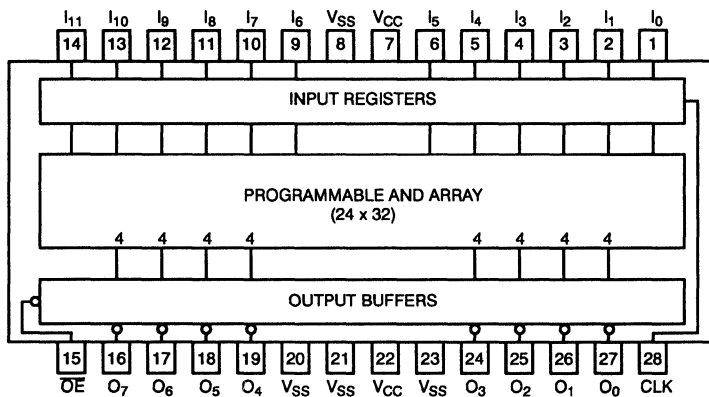 I11 I10 I9 I8 I7 I6 VSS VCC I5 I4 I3 I2 I1 I0
14 13 12 11 10 9 8 7 6 5 4 3 2 1
INPUT REGISTERS
PROGRAMMABLE AND ARRAY
(24 x 32)
4 4 4 4 4 4 4 4
OUTPUT BUFFERS
15 16 17 18 19 20 21 22 23 24 25 26 27 28
OE O7 O6 O5 O4 VSS VSS VCC VSS O3 O2 O1 O0 CLK